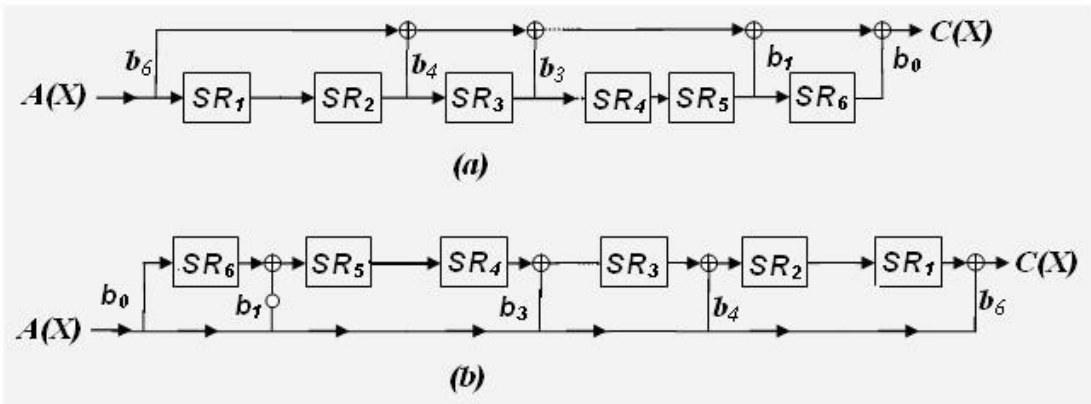 C(X)
b₆ b₄ b₃ b₁ b₀
A(X) SR₁ SR₂ SR₃ SR₄ SR₅ SR₆
(a)
SR₆ SR₅ SR₄ SR₃ SR₂ SR₁ C(X)
b₀ b₁ b₃ b₄ b₆
A(X)
(b)